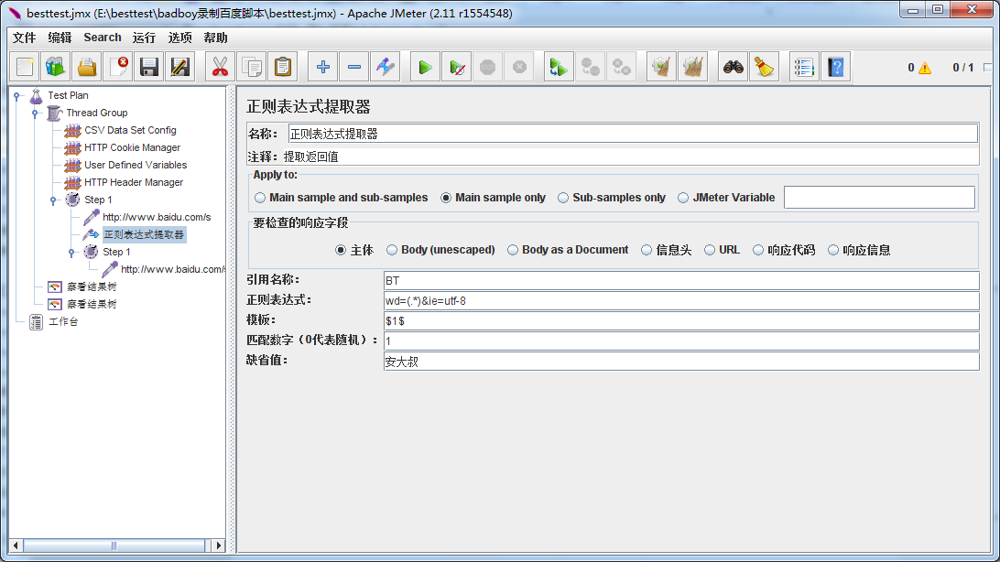 besttest.jmx (E:\besttest\badboy录制百度脚本\besttest.jmx) - Apache JMeter (2.11 r1554548)
文件 编辑 Search 运行 选项 帮助
0 0 / 1
Test Plan
Thread Group
CSV Data Set Config
HTTP Cookie Manager
User Defined Variables
HTTP Header Manager
Step 1
http://www.baidu.com/s
正则表达式提取器
Step 1
http://www.baidu.com/s
察看结果树
察看结果树
工作台
正则表达式提取器
名称: 正则表达式提取器
注释: 提取返回值
Apply to:
Main sample and sub-samples Main sample only Sub-samples only JMeter Variable
要检查的响应字段
主体 Body (unescaped) Body as a Document 信息头 URL 响应代码 响应信息
引用名称: BT
正则表达式: wd=(.*)&ie=utf-8
模板: $1$
匹配数字（0代表随机）: 1
缺省值: 安大叔